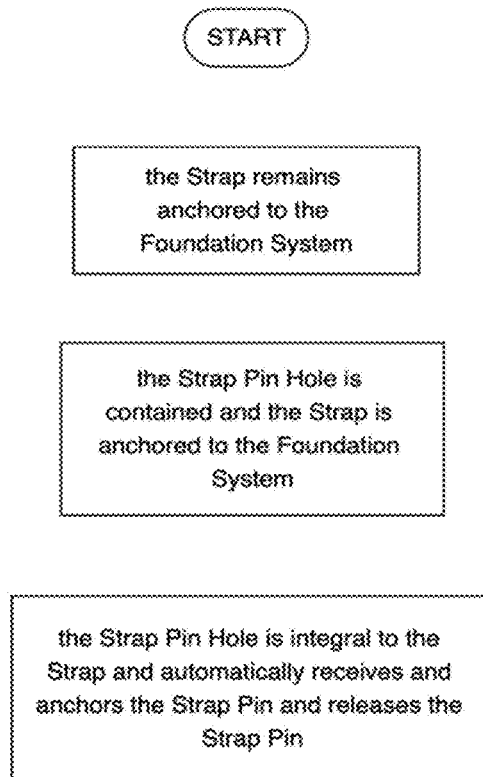 START
the Strap remains
anchored to the
Foundation System
the Strap Pin Hole is
contained and the Strap is
anchored to the Foundation
System
the Strap Pin Hole is integral to the
Strap and automatically receives and
anchors the Strap Pin and releases the
Strap Pin